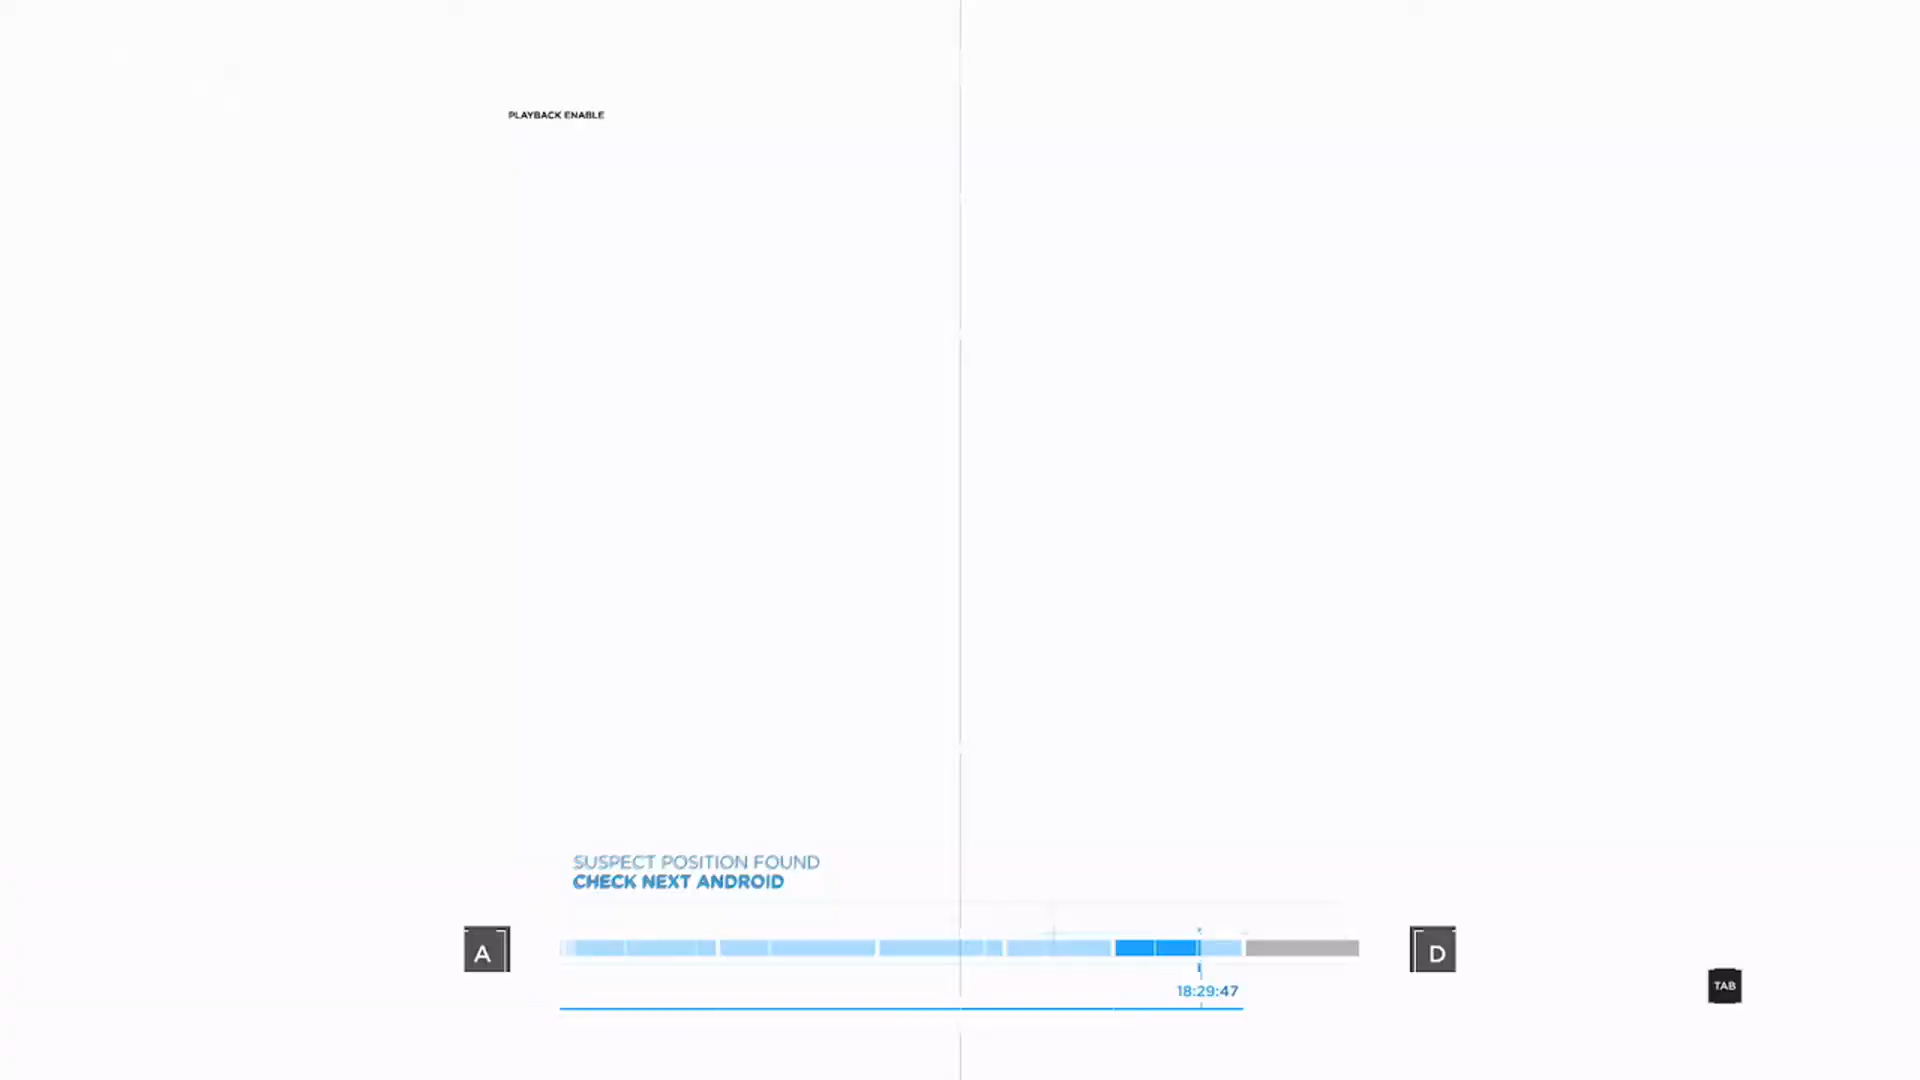 PLAYBACK ENABLE
SUSPECT POSITION FOUND
CHECK NEXT ANDROID
A
D
18:29:47
TAB